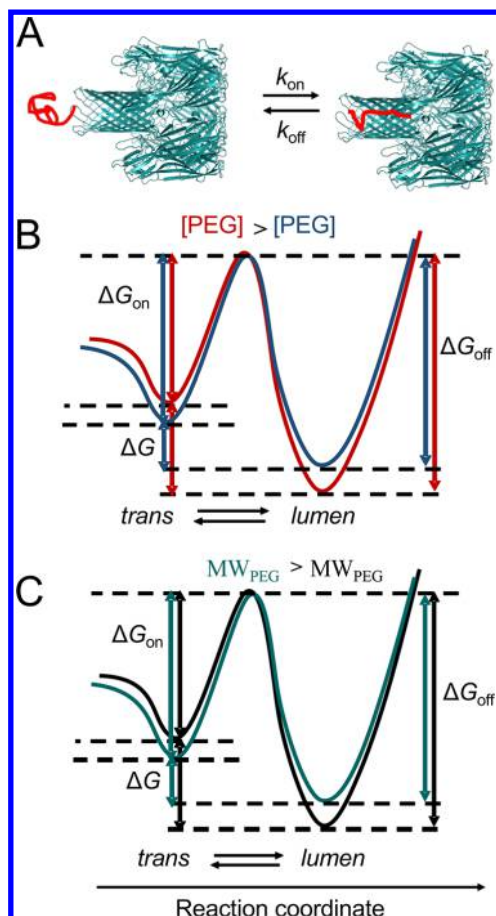 A
k_on
k_off
B
[PEG] > [PEG]
ΔG_on
ΔG_off
ΔG
trans
lumen
C
MW_PEG > MW_PEG
ΔG_on
ΔG_off
ΔG
trans
lumen
Reaction coordinate